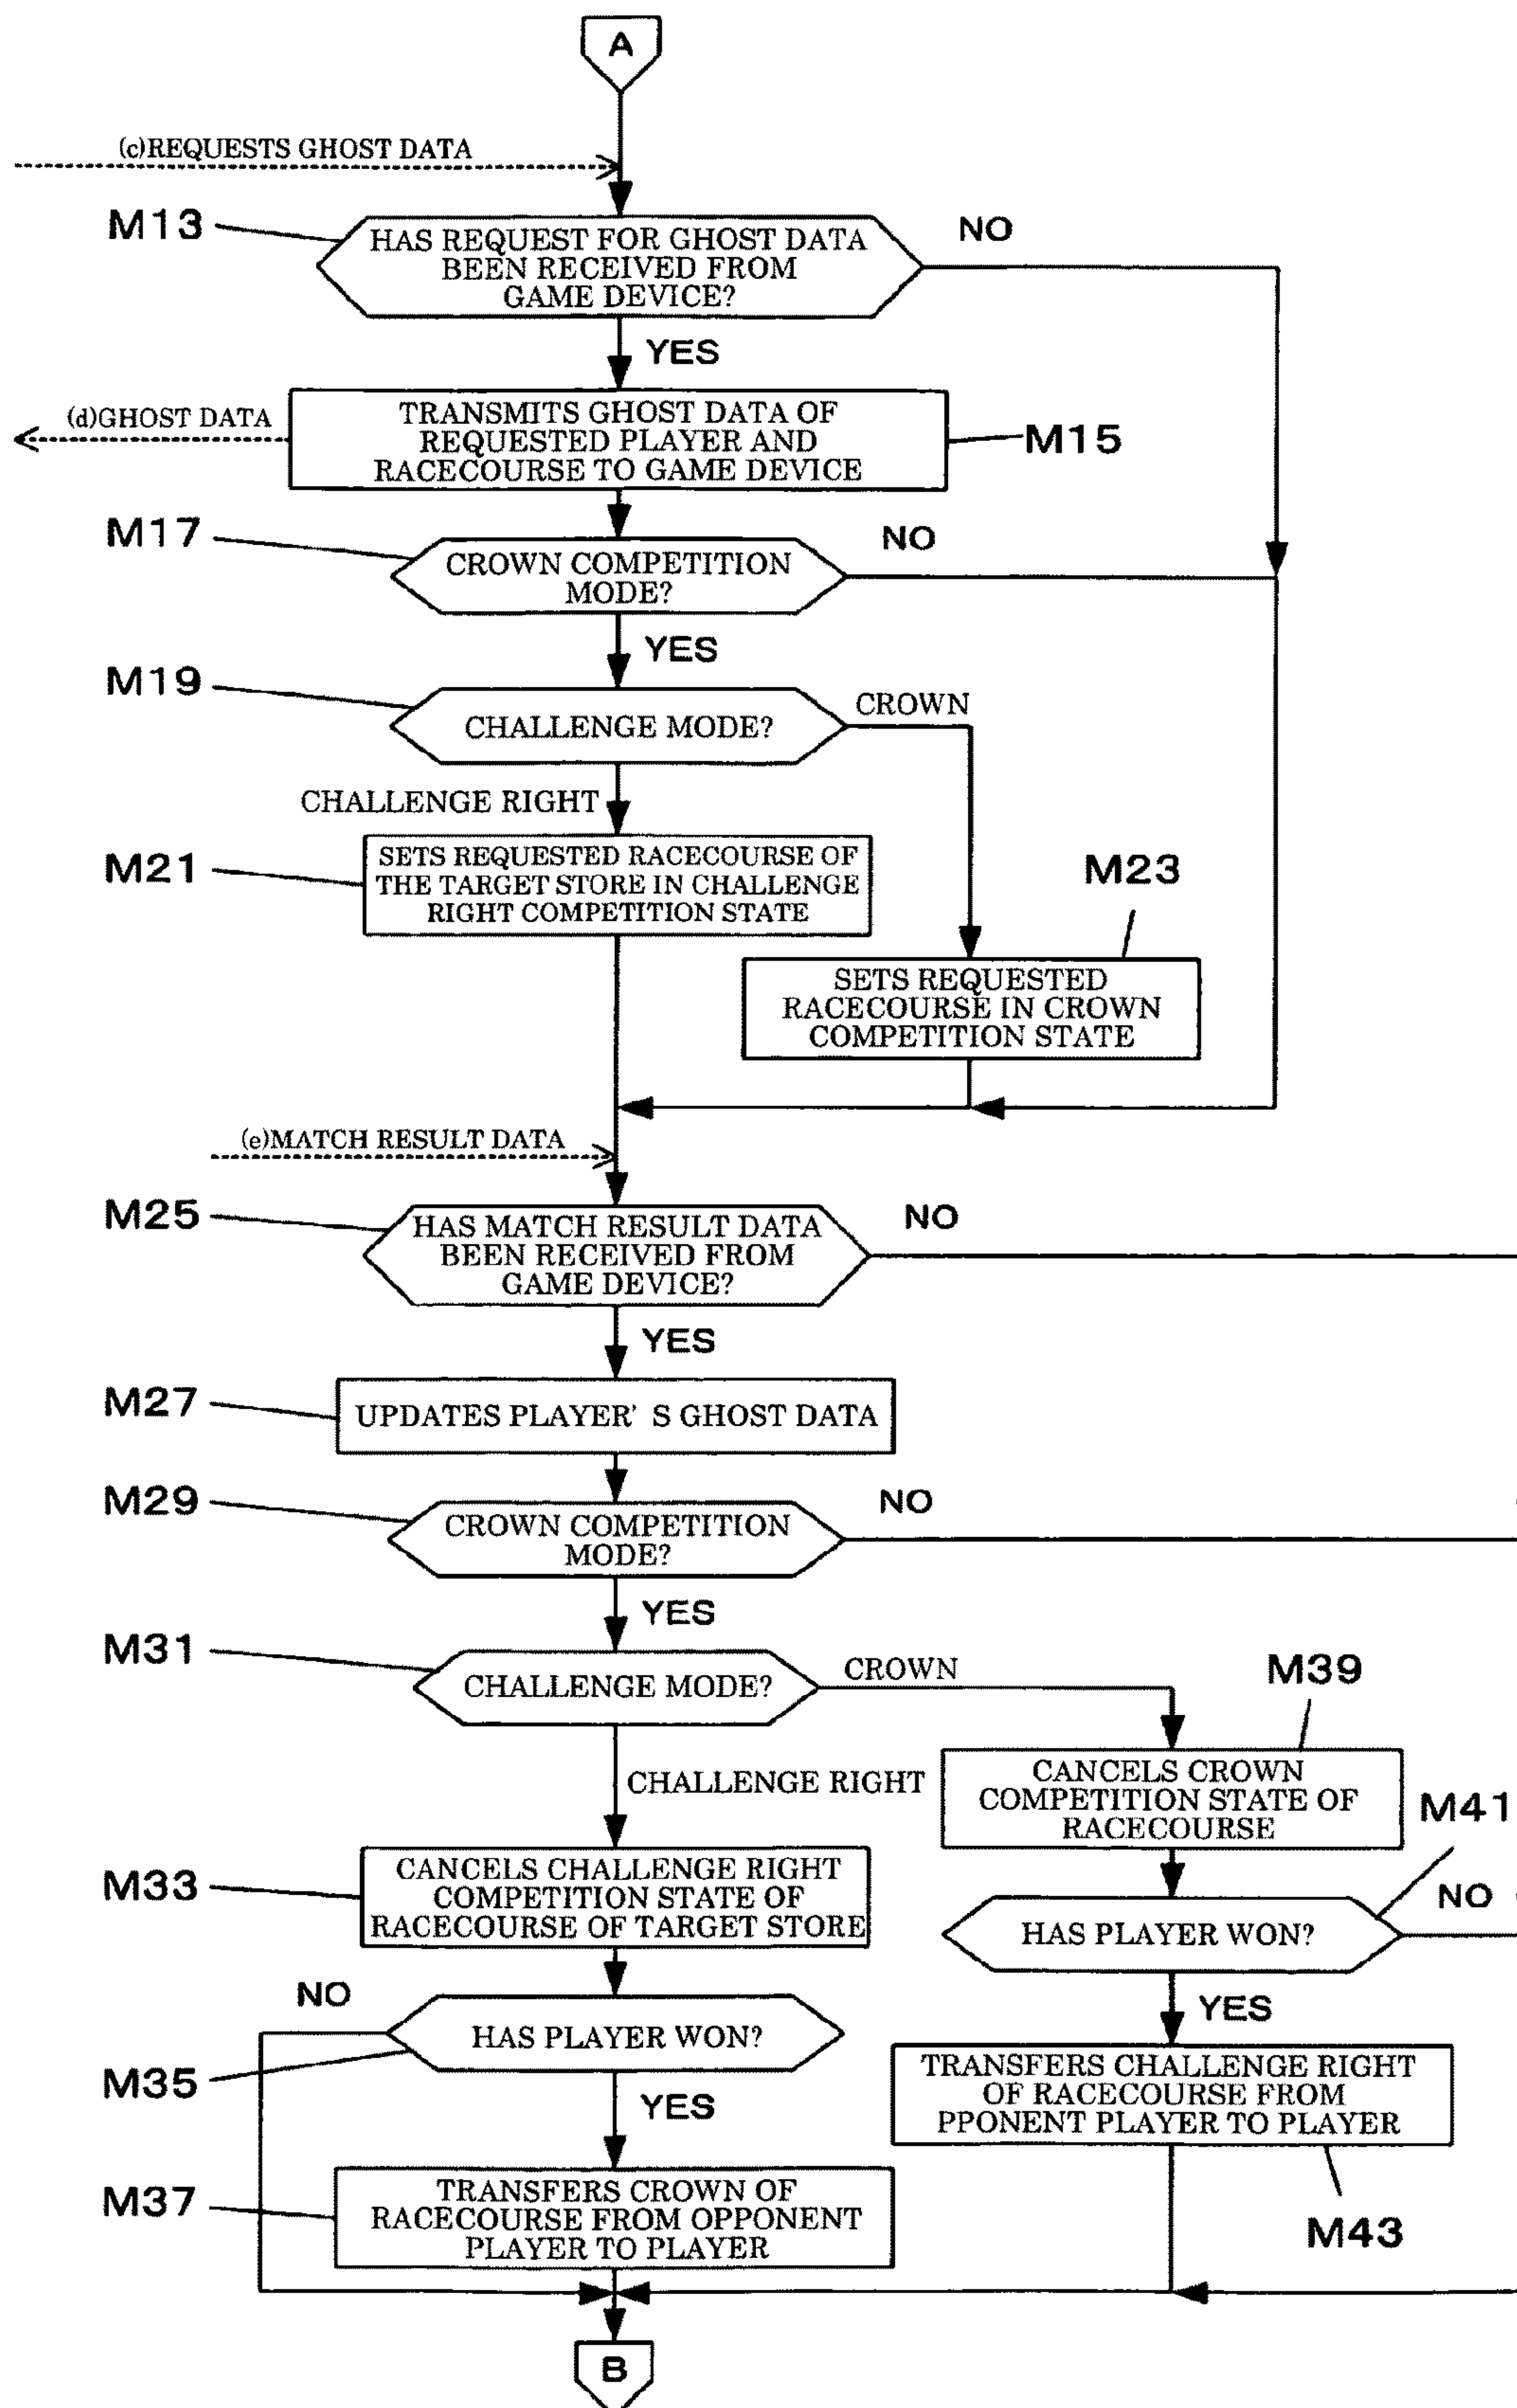 A
(c)REQUESTS GHOST DATA
M13
HAS REQUEST FOR GHOST DATA
BEEN RECEIVED FROM
GAME DEVICE?
NO
YES
(d)GHOST DATA
TRANSMITS GHOST DATA OF
REQUESTED PLAYER AND
RACECOURSE TO GAME DEVICE
M15
M17
CROWN COMPETITION
MODE?
NO
YES
M19
CHALLENGE MODE?
CROWN
CHALLENGE RIGHT
M21
SETS REQUESTED RACECOURSE OF
THE TARGET STORE IN CHALLENGE
RIGHT COMPETITION STATE
M23
SETS REQUESTED
RACECOURSE IN CROWN
COMPETITION STATE
(e)MATCH RESULT DATA
M25
HAS MATCH RESULT DATA
BEEN RECEIVED FROM
GAME DEVICE?
NO
YES
M27
UPDATES PLAYER' S GHOST DATA
M29
CROWN COMPETITION
MODE?
NO
YES
M31
CHALLENGE MODE?
CROWN
M39
CHALLENGE RIGHT
CANCELS CROWN
COMPETITION STATE OF
RACECOURSE
M41
M33
CANCELS CHALLENGE RIGHT
COMPETITION STATE OF
RACECOURSE OF TARGET STORE
HAS PLAYER WON?
NO
YES
NO
HAS PLAYER WON?
M35
YES
TRANSFERS CHALLENGE RIGHT
OF RACECOURSE FROM
PPONENT PLAYER TO PLAYER
M43
M37
TRANSFERS CROWN OF
RACECOURSE FROM OPPONENT
PLAYER TO PLAYER
B